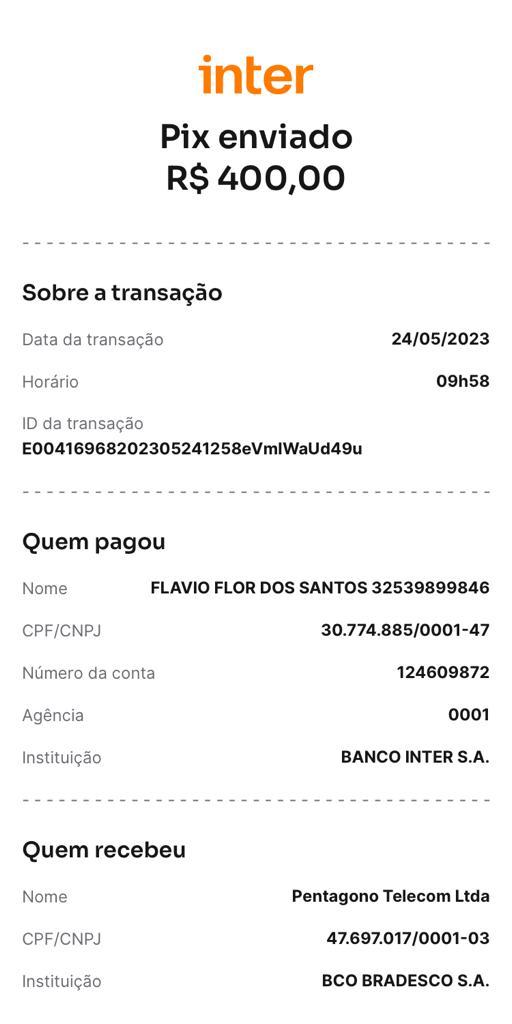 inter
Pix enviado
R$ 400,00
Sobre a transação
Data da transação 24/05/2023
Horário 09h58
ID da transação
E00416968202305241258eVmlWaUd49u
Quem pagou
Nome FLAVIO FLOR DOS SANTOS 32539899846
CPF/CNPJ 30.774.885/0001-47
Número da conta 124609872
Agência 0001
Instituição BANCO INTER S.A.
Quem recebeu
Nome Pentagono Telecom Ltda
CPF/CNPJ 47.697.017/0001-03
Instituição BCO BRADESCO S.A.